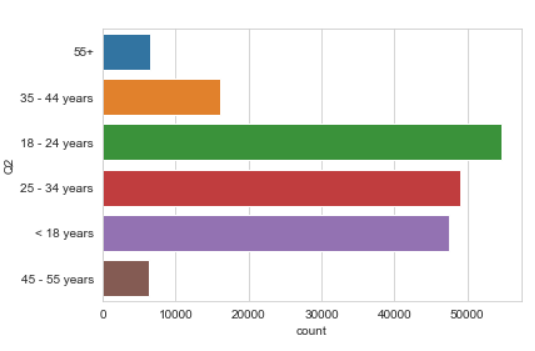 55+
35 - 44 years
18 - 24 years
25 - 34 years
< 18 years
45 - 55 years
Q2
0 10000 20000 30000 40000 50000
count